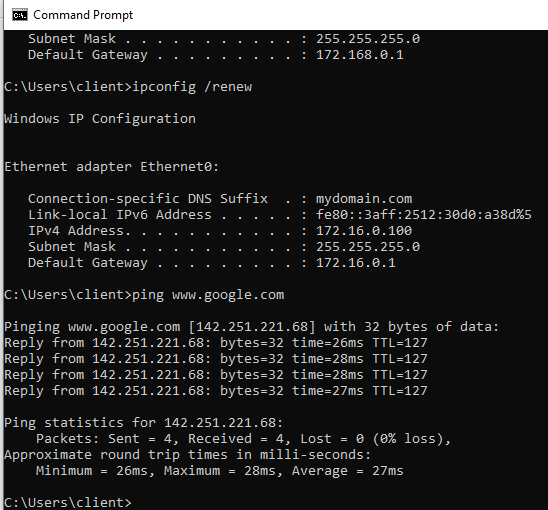 Command Prompt
   Subnet Mask . . . . . . . . . . . : 255.255.255.0
   Default Gateway . . . . . . . . . : 172.168.0.1
C:\Users\client>ipconfig /renew
Windows IP Configuration
Ethernet adapter Ethernet0:
   Connection-specific DNS Suffix  . : mydomain.com
   Link-local IPv6 Address . . . . . : fe80::3aff:2512:30d0:a38d%5
   IPv4 Address. . . . . . . . . . . : 172.16.0.100
   Subnet Mask . . . . . . . . . . . : 255.255.255.0
   Default Gateway . . . . . . . . . : 172.16.0.1
C:\Users\client>ping www.google.com
Pinging www.google.com [142.251.221.68] with 32 bytes of data:
Reply from 142.251.221.68: bytes=32 time=26ms TTL=127
Reply from 142.251.221.68: bytes=32 time=28ms TTL=127
Reply from 142.251.221.68: bytes=32 time=28ms TTL=127
Reply from 142.251.221.68: bytes=32 time=27ms TTL=127
Ping statistics for 142.251.221.68:
    Packets: Sent = 4, Received = 4, Lost = 0 (0% loss),
Approximate round trip times in milli-seconds:
    Minimum = 26ms, Maximum = 28ms, Average = 27ms
C:\Users\client>